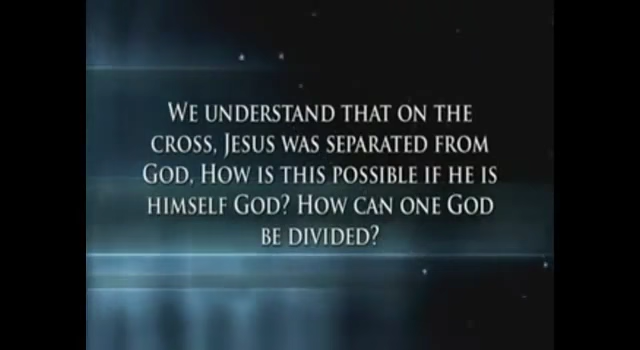 WE UNDERSTAND THAT ON THE
CROSS, JESUS WAS SEPARATED FROM
GOD. HOW IS THIS POSSIBLE IF HE IS
HIMSELF GOD? HOW CAN ONE GOD
BE DIVIDED?